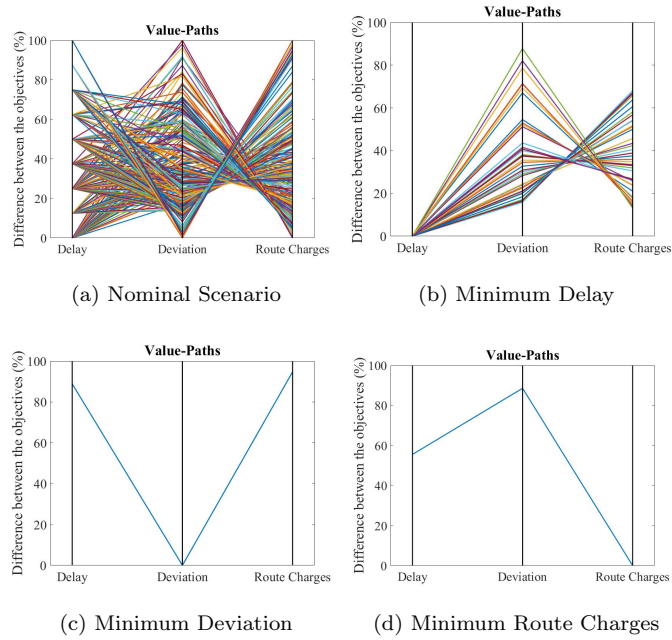 Value-Paths
Difference between the objectives (%)
100
80
60
40
20
0
Delay
Deviation
Route Charges
(a) Nominal Scenario
Value-Paths
Difference between the objectives (%)
100
80
60
40
20
0
Delay
Deviation
Route Charges
(b) Minimum Delay
Value-Paths
Difference between the objectives (%)
100
80
60
40
20
0
Delay
Deviation
Route Charges
(c) Minimum Deviation
Value-Paths
Difference between the objectives (%)
100
80
60
40
20
0
Delay
Deviation
Route Charges
(d) Minimum Route Charges